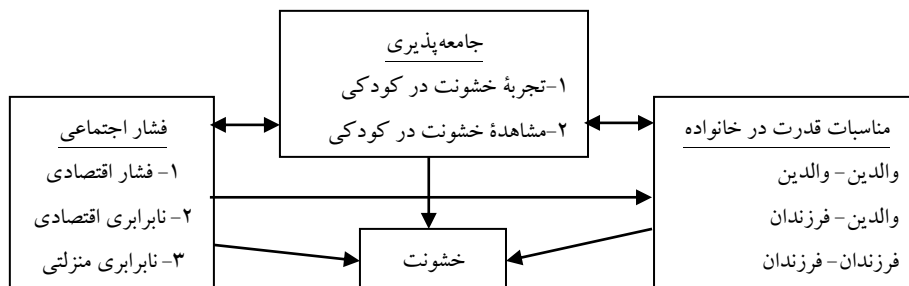 جامعه‌پذیری
۱-تجربهٔ خشونت در کودکی
۲-مشاهدهٔ خشونت در کودکی
مناسبات قدرت در خانواده
والدین- والدین
والدین- فرزندان
فرزندان- فرزندان
فشار اجتماعی
۱- فشار اقتصادی
۲- نابرابری اقتصادی
۳- نابرابری منزلتی
خشونت